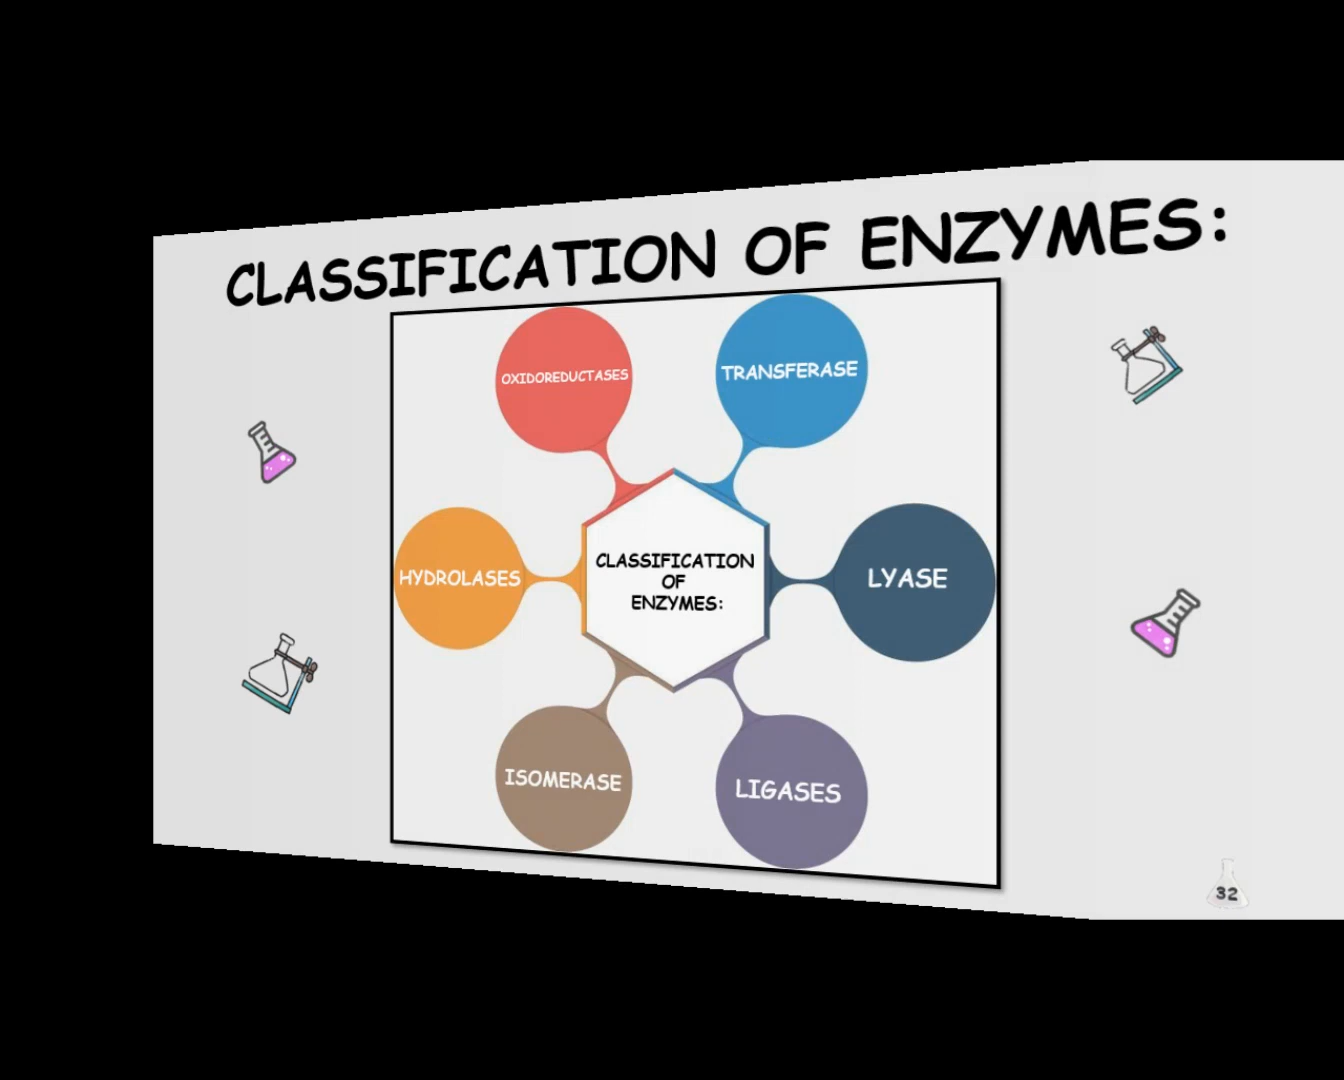 CLASSIFICATION OF ENZYMES:
OXIDOREDUCTASES
TRANSFERASE
HYDROLASES
CLASSIFICATION
OF
ENZYMES:
LYASE
ISOMERASE
LIGASES
32